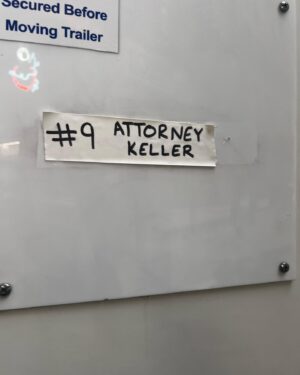 Secured Before
Moving Trailer
#9 ATTORNEY
KELLER